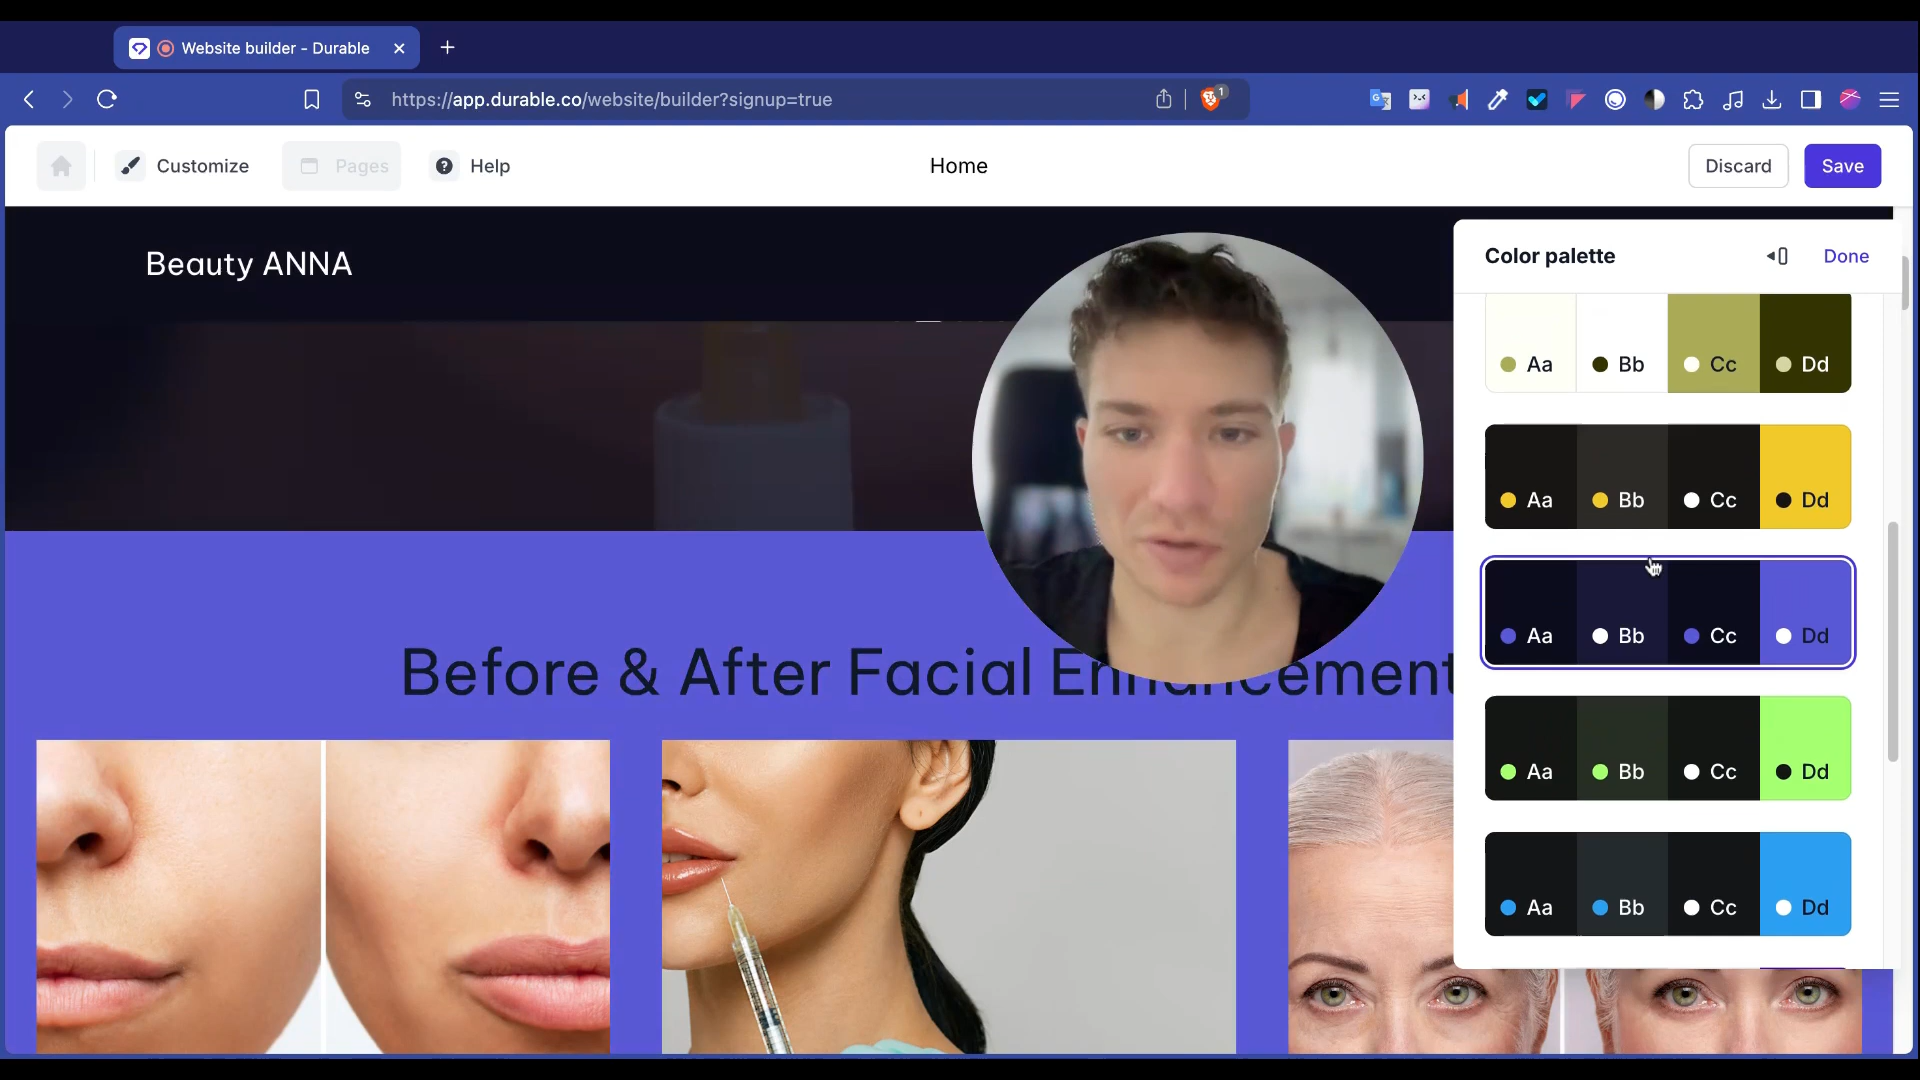 Website builder - Durable
https://app.durable.co/website/builder?signup=true
1
Customize
Pages
Help
Home
Discard
Save
Beauty ANNA
Color palette
Done
Aa Bb Cc Dd
Aa Bb Cc Dd
Aa Bb Cc Dd
Aa Bb Cc Dd
Aa Bb Cc Dd
Before & After Facial Enhancement